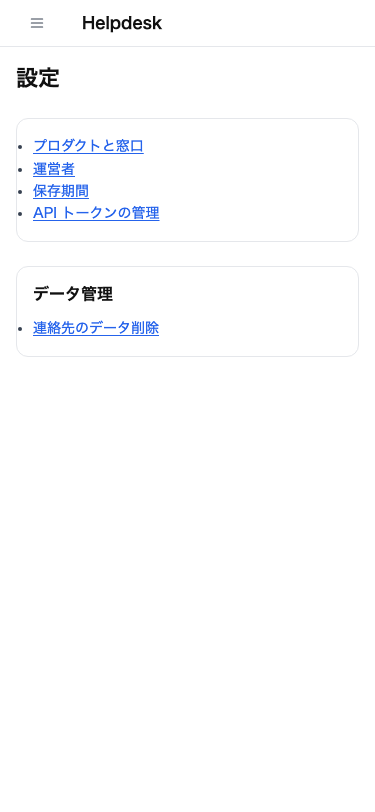 Helpdesk
設定
プロダクトと窓口
運営者
保存期間
API トークンの管理
データ管理
連絡先のデータ削除